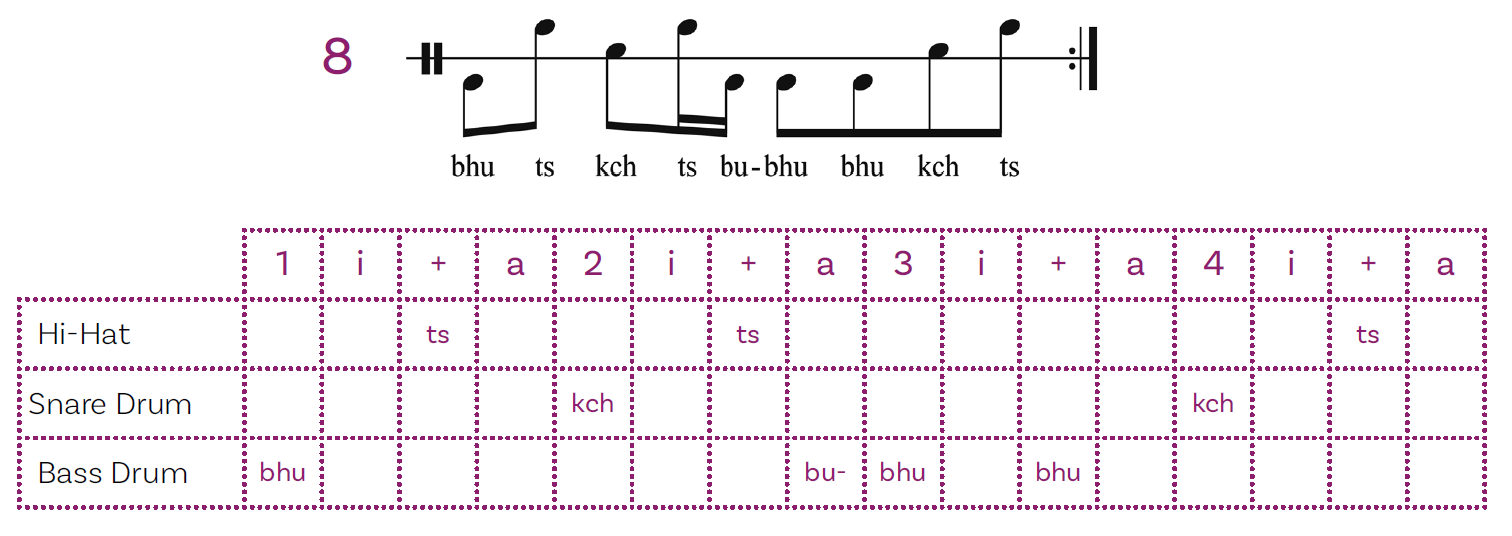 8
bhu ts kch ts bu-bhu bhu kch ts
1 i + a 2 i + a 3 i + a 4 i + a
Hi-Hat ts ts ts
Snare Drum kch kch
Bass Drum bhu bu- bhu bhu